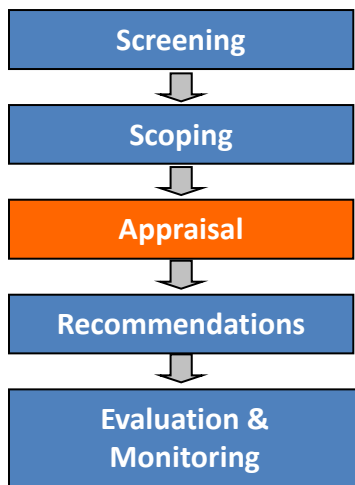 Screening
Scoping
Appraisal
Recommendations
Evaluation &
Monitoring